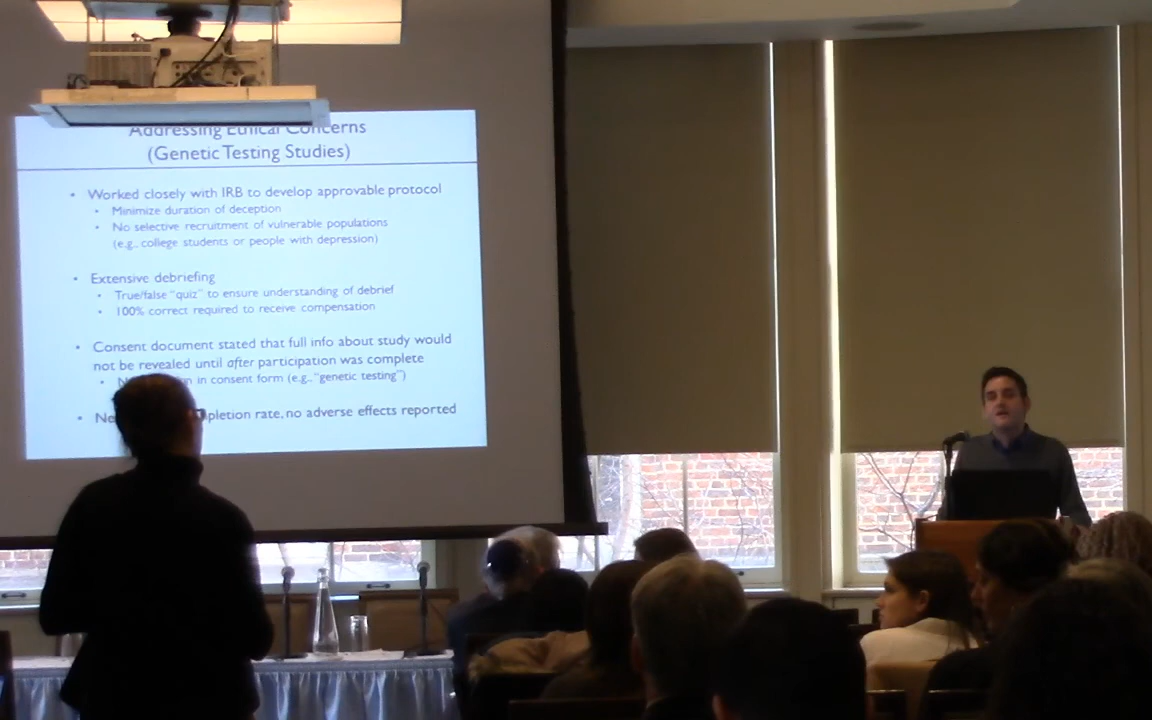 Addressing Ethical Concerns
(Genetic Testing Studies)
• Worked closely with IRB to develop approvable protocol
• Minimize duration of deception
• No selective recruitment of vulnerable populations
(e.g., college students or people with depression)
• Extensive debriefing
• True/false "quiz" to ensure understanding of debrief
• 100% correct required to receive compensation
• Consent document stated that full info about study would
not be revealed until after participation was complete
• in consent form (e.g., "genetic testing")
• rate, no adverse effects reported